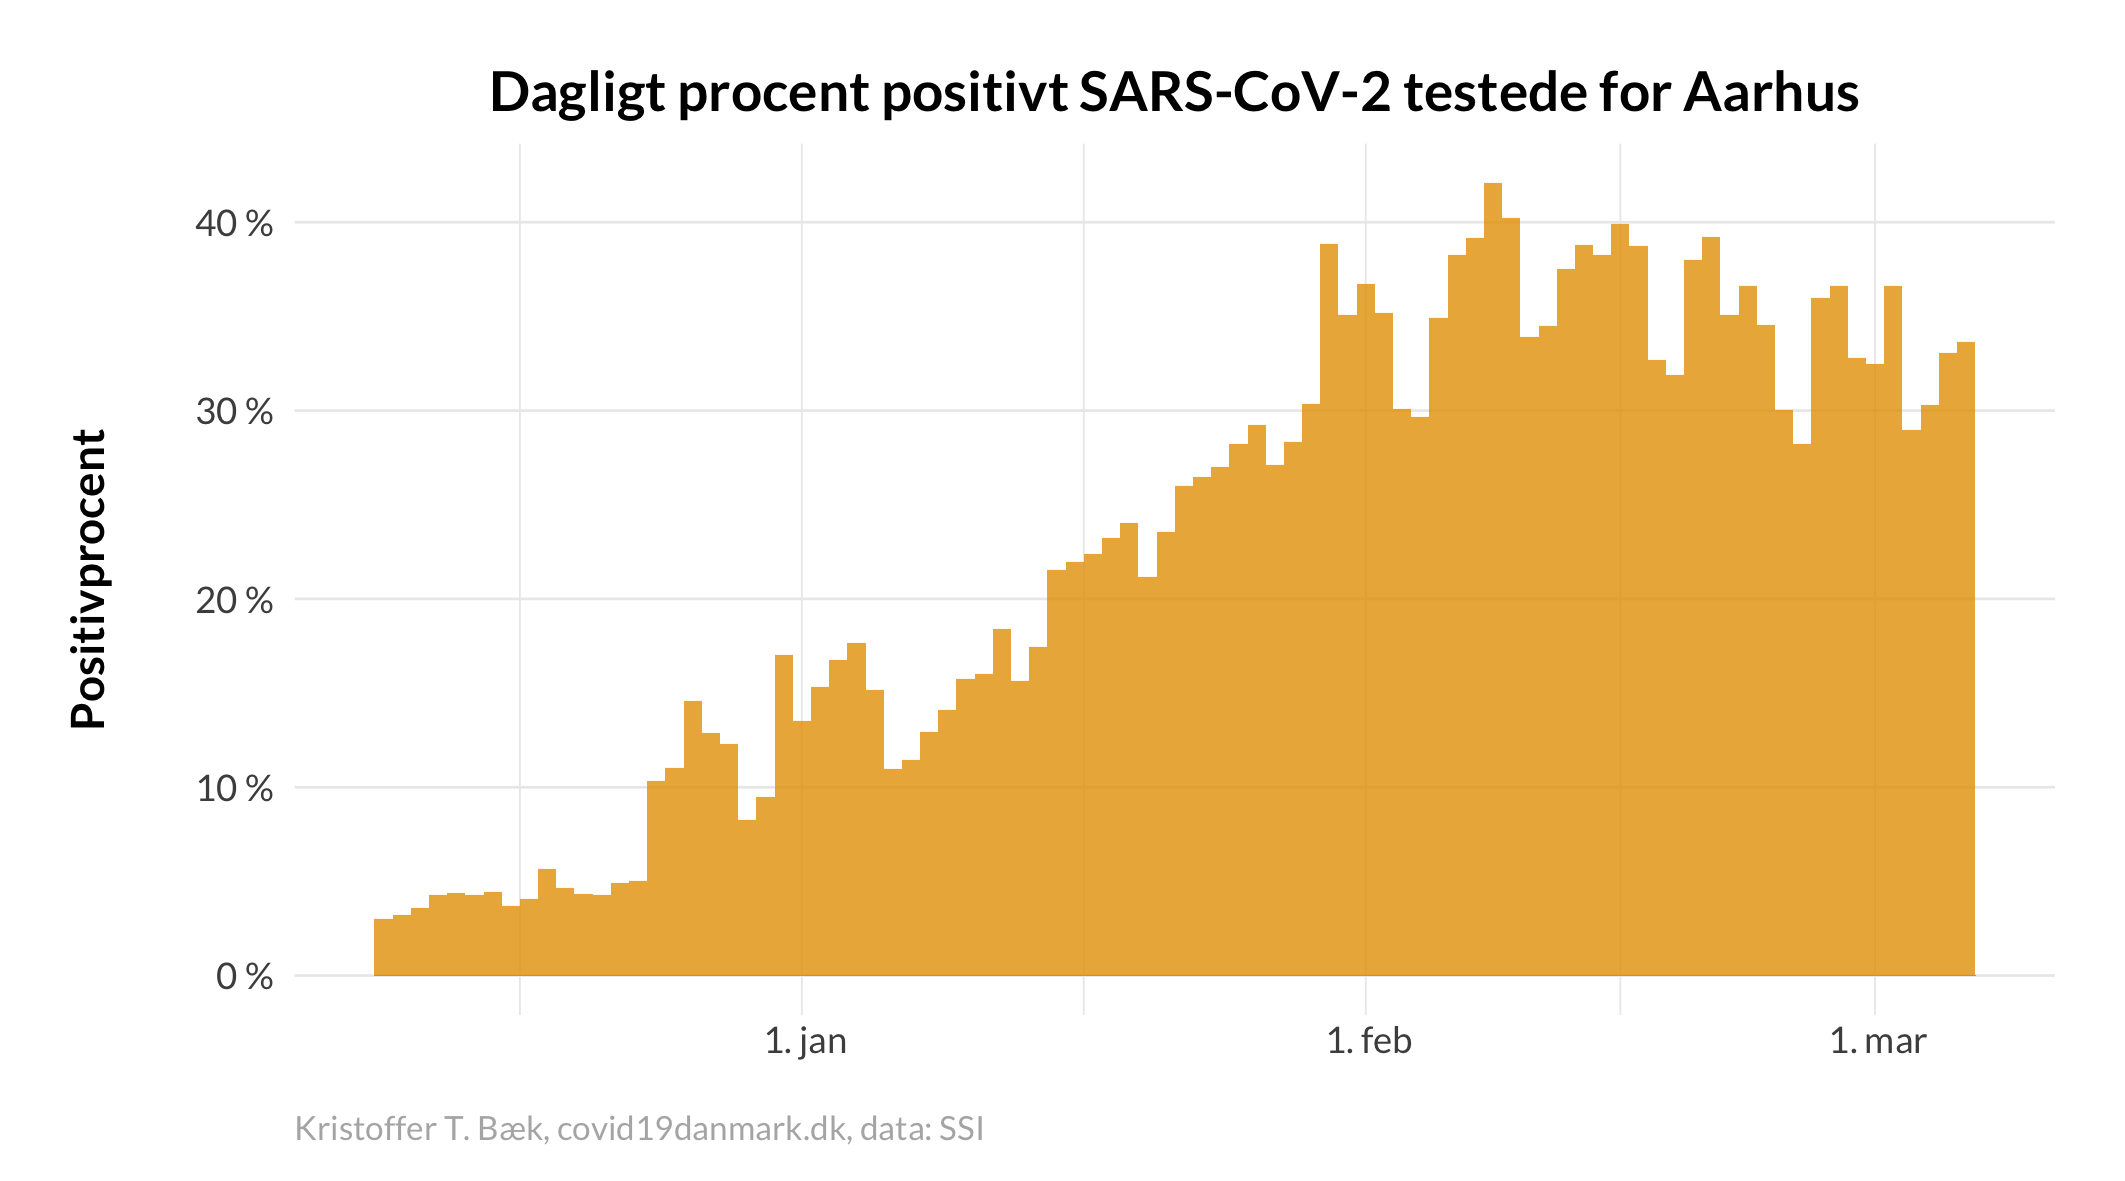 Dagligt procent positivt SARS-CoV-2 testede for Aarhus
Positivprocent
40 %
30 %
20 %
10 %
0 %
1. jan
1. feb
1. mar
Kristoffer T. Bæk, covid19danmark.dk, data: SSI